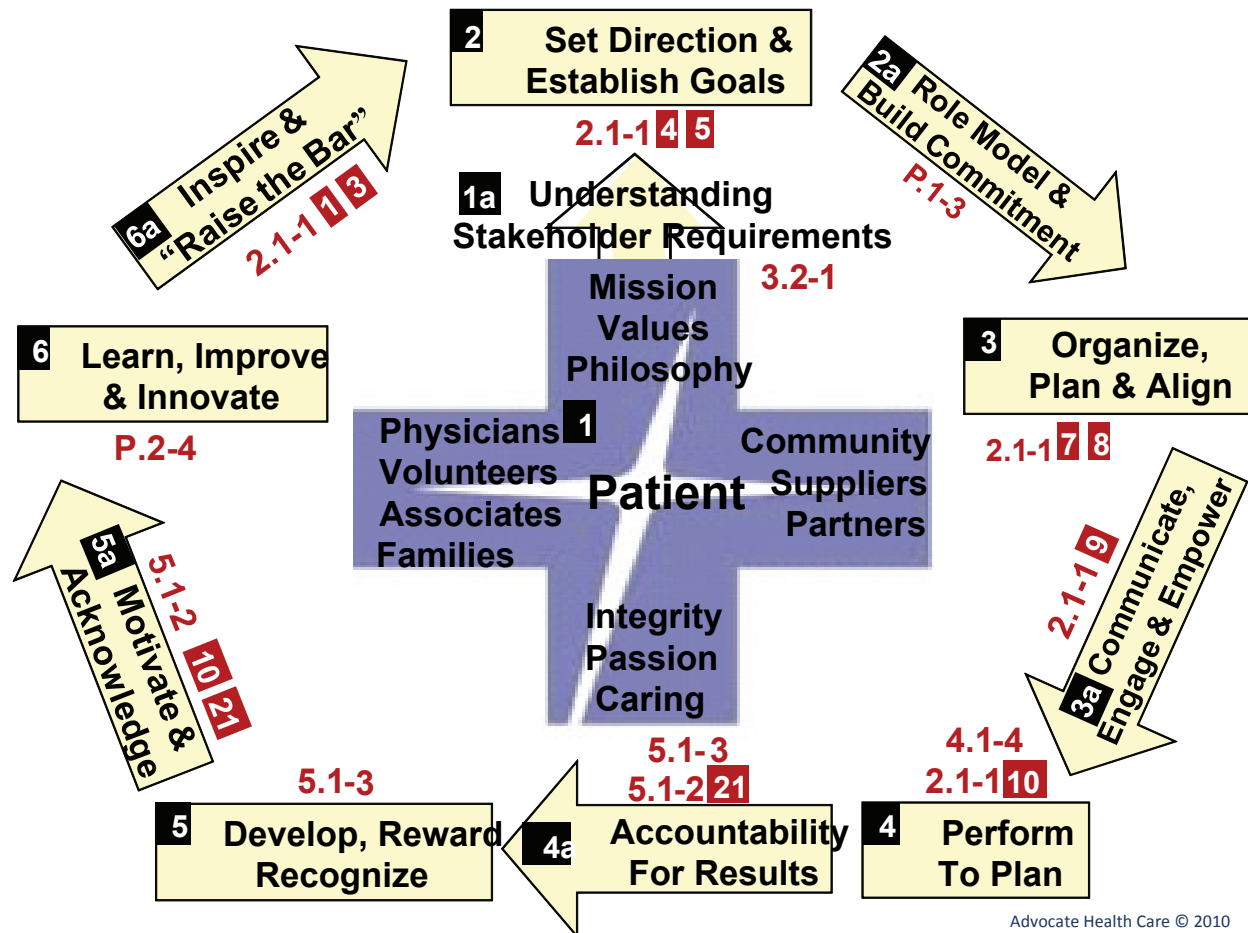 2 Set Direction &
Establish Goals
2.1-1 4 5
2a Role Model &
Build Commitment
P.1-3
6a Inspire &
“Raise the Bar”
2.1-1 1 3
1a Understanding
Stakeholder Requirements
3.2-1
Mission
Values
Philosophy
6 Learn, Improve
& Innovate
P.2-4
3 Organize,
Plan & Align
2.1-1 7 8
Physicians 1
Volunteers
Associates
Families
Patient
Community
Suppliers
Partners
Integrity
Passion
Caring
3a Communicate,
Engage & Empower
2.1-1 9
5a Motivate &
Acknowledge
5.1-2 10 21
4.1-4
2.1-1 10
4 Perform
To Plan
5.1-3
5.1-2 21
4a Accountability
For Results
5.1-3
5 Develop, Reward
Recognize
Advocate Health Care © 2010